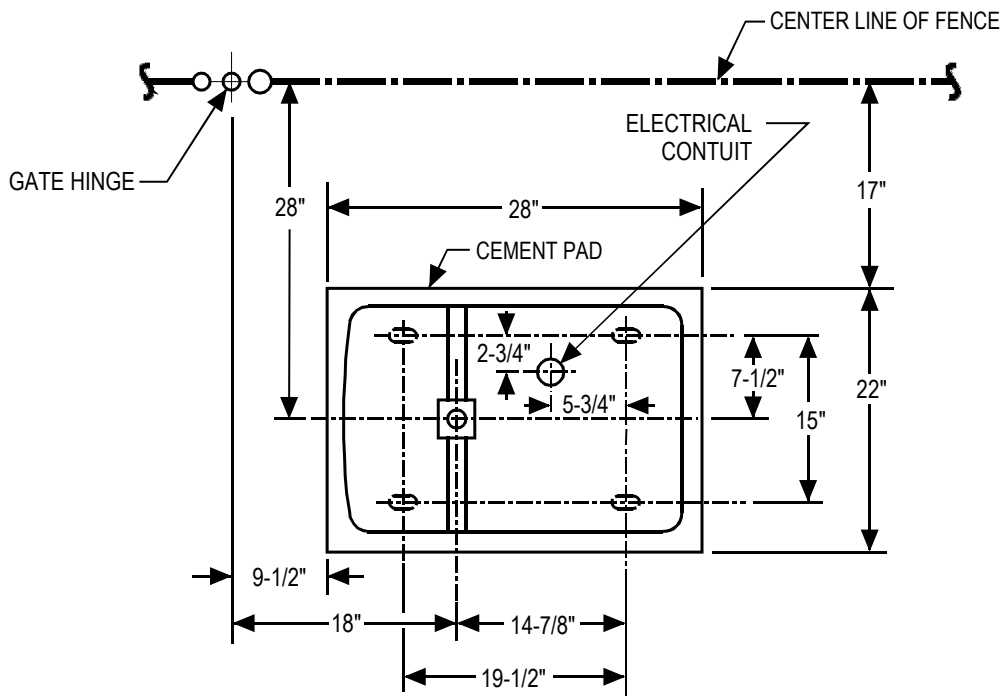 CENTER LINE OF FENCE
ELECTRICAL
CONTUIT
GATE HINGE
28"
17"
28"
CEMENT PAD
2-3/4"
7-1/2"
22"
5-3/4"
15"
9-1/2"
18"
14-7/8"
19-1/2"